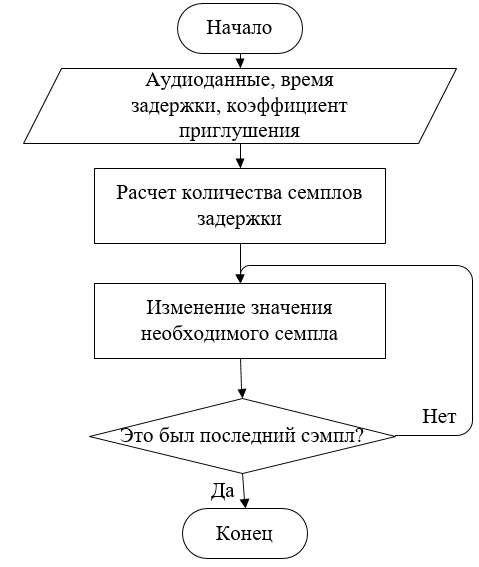 Начало
Аудиоданные, время
задержки, коэффициент
приглушения
Расчет количества семплов
задержки
Изменение значения
необходимого семпла
Это был последний сэмпл?
Нет
Да
Конец